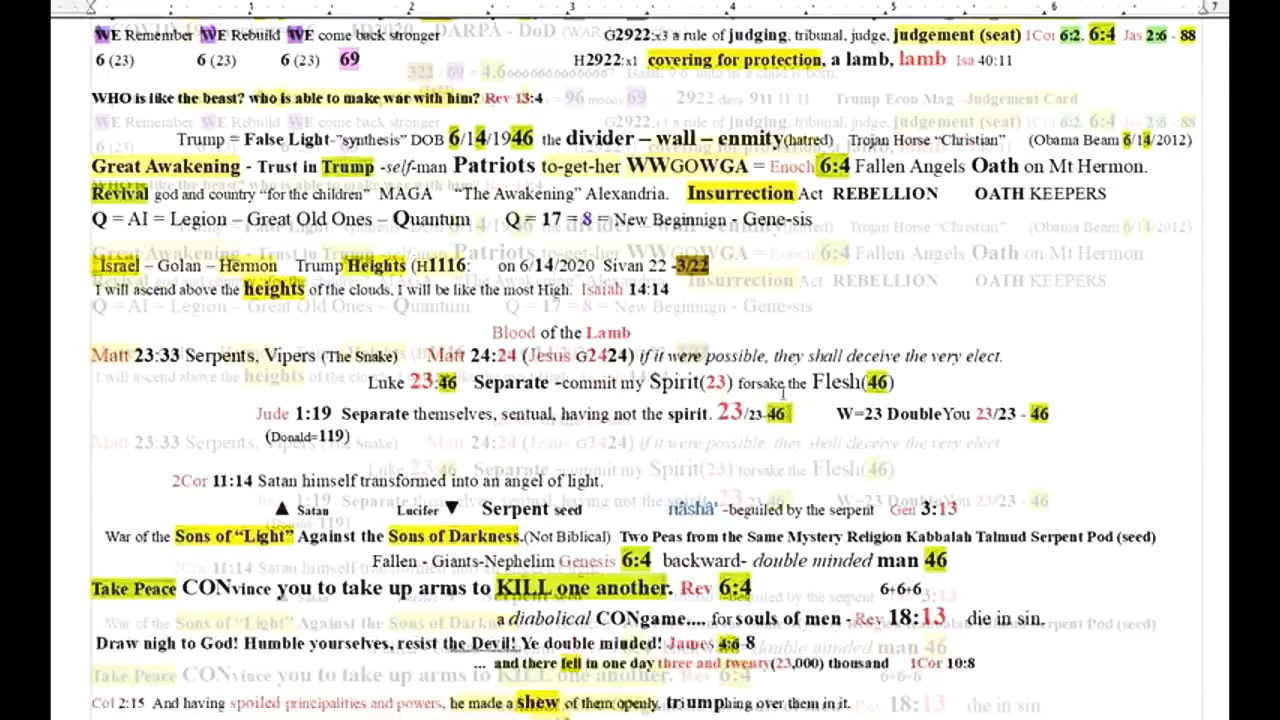 WE Remember WE Rebuild WE come back stronger G2922:x3 a rule of judging, tribunal, judge, judgement (seat) 1Cor 6:2, 6:4 Jas 2:6 - 88
6 (23) 6 (23) 6 (23) 69 H2922:x1 covering for protection, a lamb, lamb Isa 40:11
WHO is like the beast? who is able to make war with him? Rev 13:4
Trump = False Light-"synthesis" DOB 6/14/1946 the divider – wall – enmity(hatred) Trojan Horse "Christian" (Obama Beam 6/14/2012)
Great Awakening - Trust in Trump -self-man Patriots to-get-her WWGOWGA = Enoch 6:4 Fallen Angels Oath on Mt Hermon.
Revival god and country "for the children" MAGA "The Awakening" Alexandria. Insurrection Act REBELLION OATH KEEPERS
Q = AI = Legion – Great Old Ones – Quantum Q = 17 = 8 = New Beginnign - Gene-sis
Israel – Golan – Hermon Trump Heights (H1116: on 6/14/2020 Sivan 22 -3/22
I will ascend above the heights of the clouds, I will be like the most High. Isaiah 14:14
Blood of the Lamb
Matt 23:33 Serpents, Vipers (The Snake) Matt 24:24 (Jesus G2424) if it were possible, they shall deceive the very elect.
Luke 23:46 Separate -commit my Spirit(23) forsake the Flesh(46)
Jude 1:19 Separate themselves, sentual, having not the spirit. 23/23-46 W=23 DoubleYou 23/23 - 46
(Donald=119)
2Cor 11:14 Satan himself transformed into an angel of light.
▲ Satan Lucifer ▼ Serpent seed nâshâ' -beguiled by the serpent Gen 3:13
War of the Sons of "Light" Against the Sons of Darkness.(Not Biblical) Two Peas from the Same Mystery Religion Kabbalah Talmud Serpent Pod (seed)
Fallen - Giants-Nephelim Genesis 6:4 backward- double minded man 46
Take Peace CONvince you to take up arms to KILL one another. Rev 6:4 6+6+6
a diabolical CONgame.... for souls of men - Rev 18:13 die in sin.
Draw nigh to God! Humble yourselves, resist the Devil! Ye double minded! James 4:6-8
... and there fell in one day three and twenty(23,000) thousand 1Cor 10:8
Col 2:15 And having spoiled principalities and powers, he made a shew of them openly, triumphing over them in it.